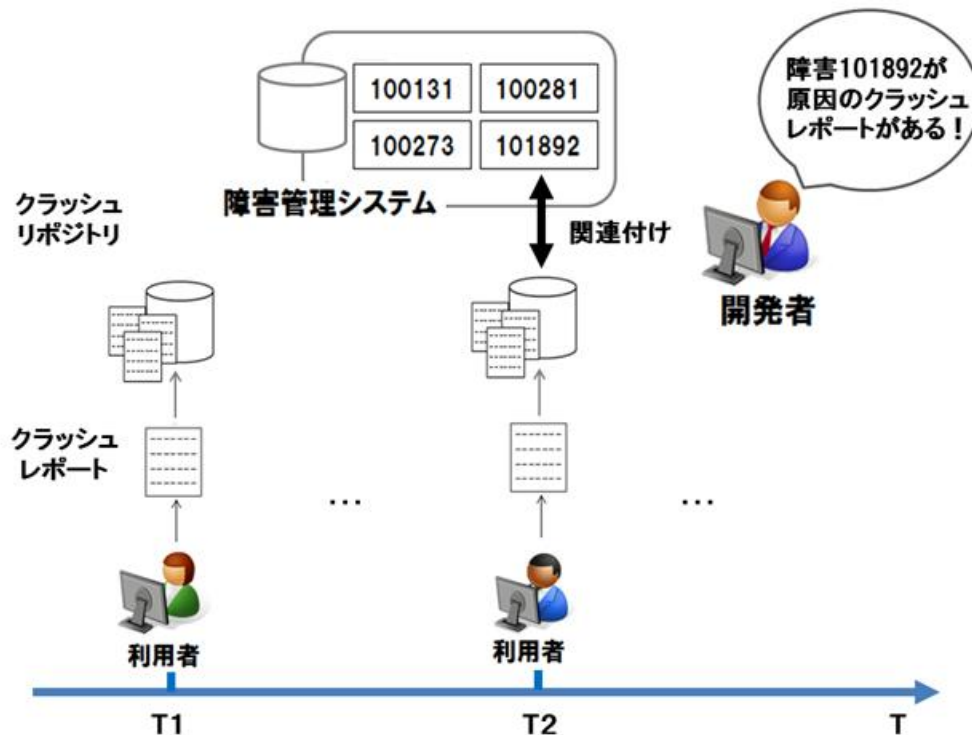 100131
100281
100273
101892
障害管理システム
障害101892が
原因のクラッシュ
レポートがある！
クラッシュ
リポジトリ
関連付け
開発者
クラッシュ
レポート
...
...
利用者
利用者
T1
T2
T